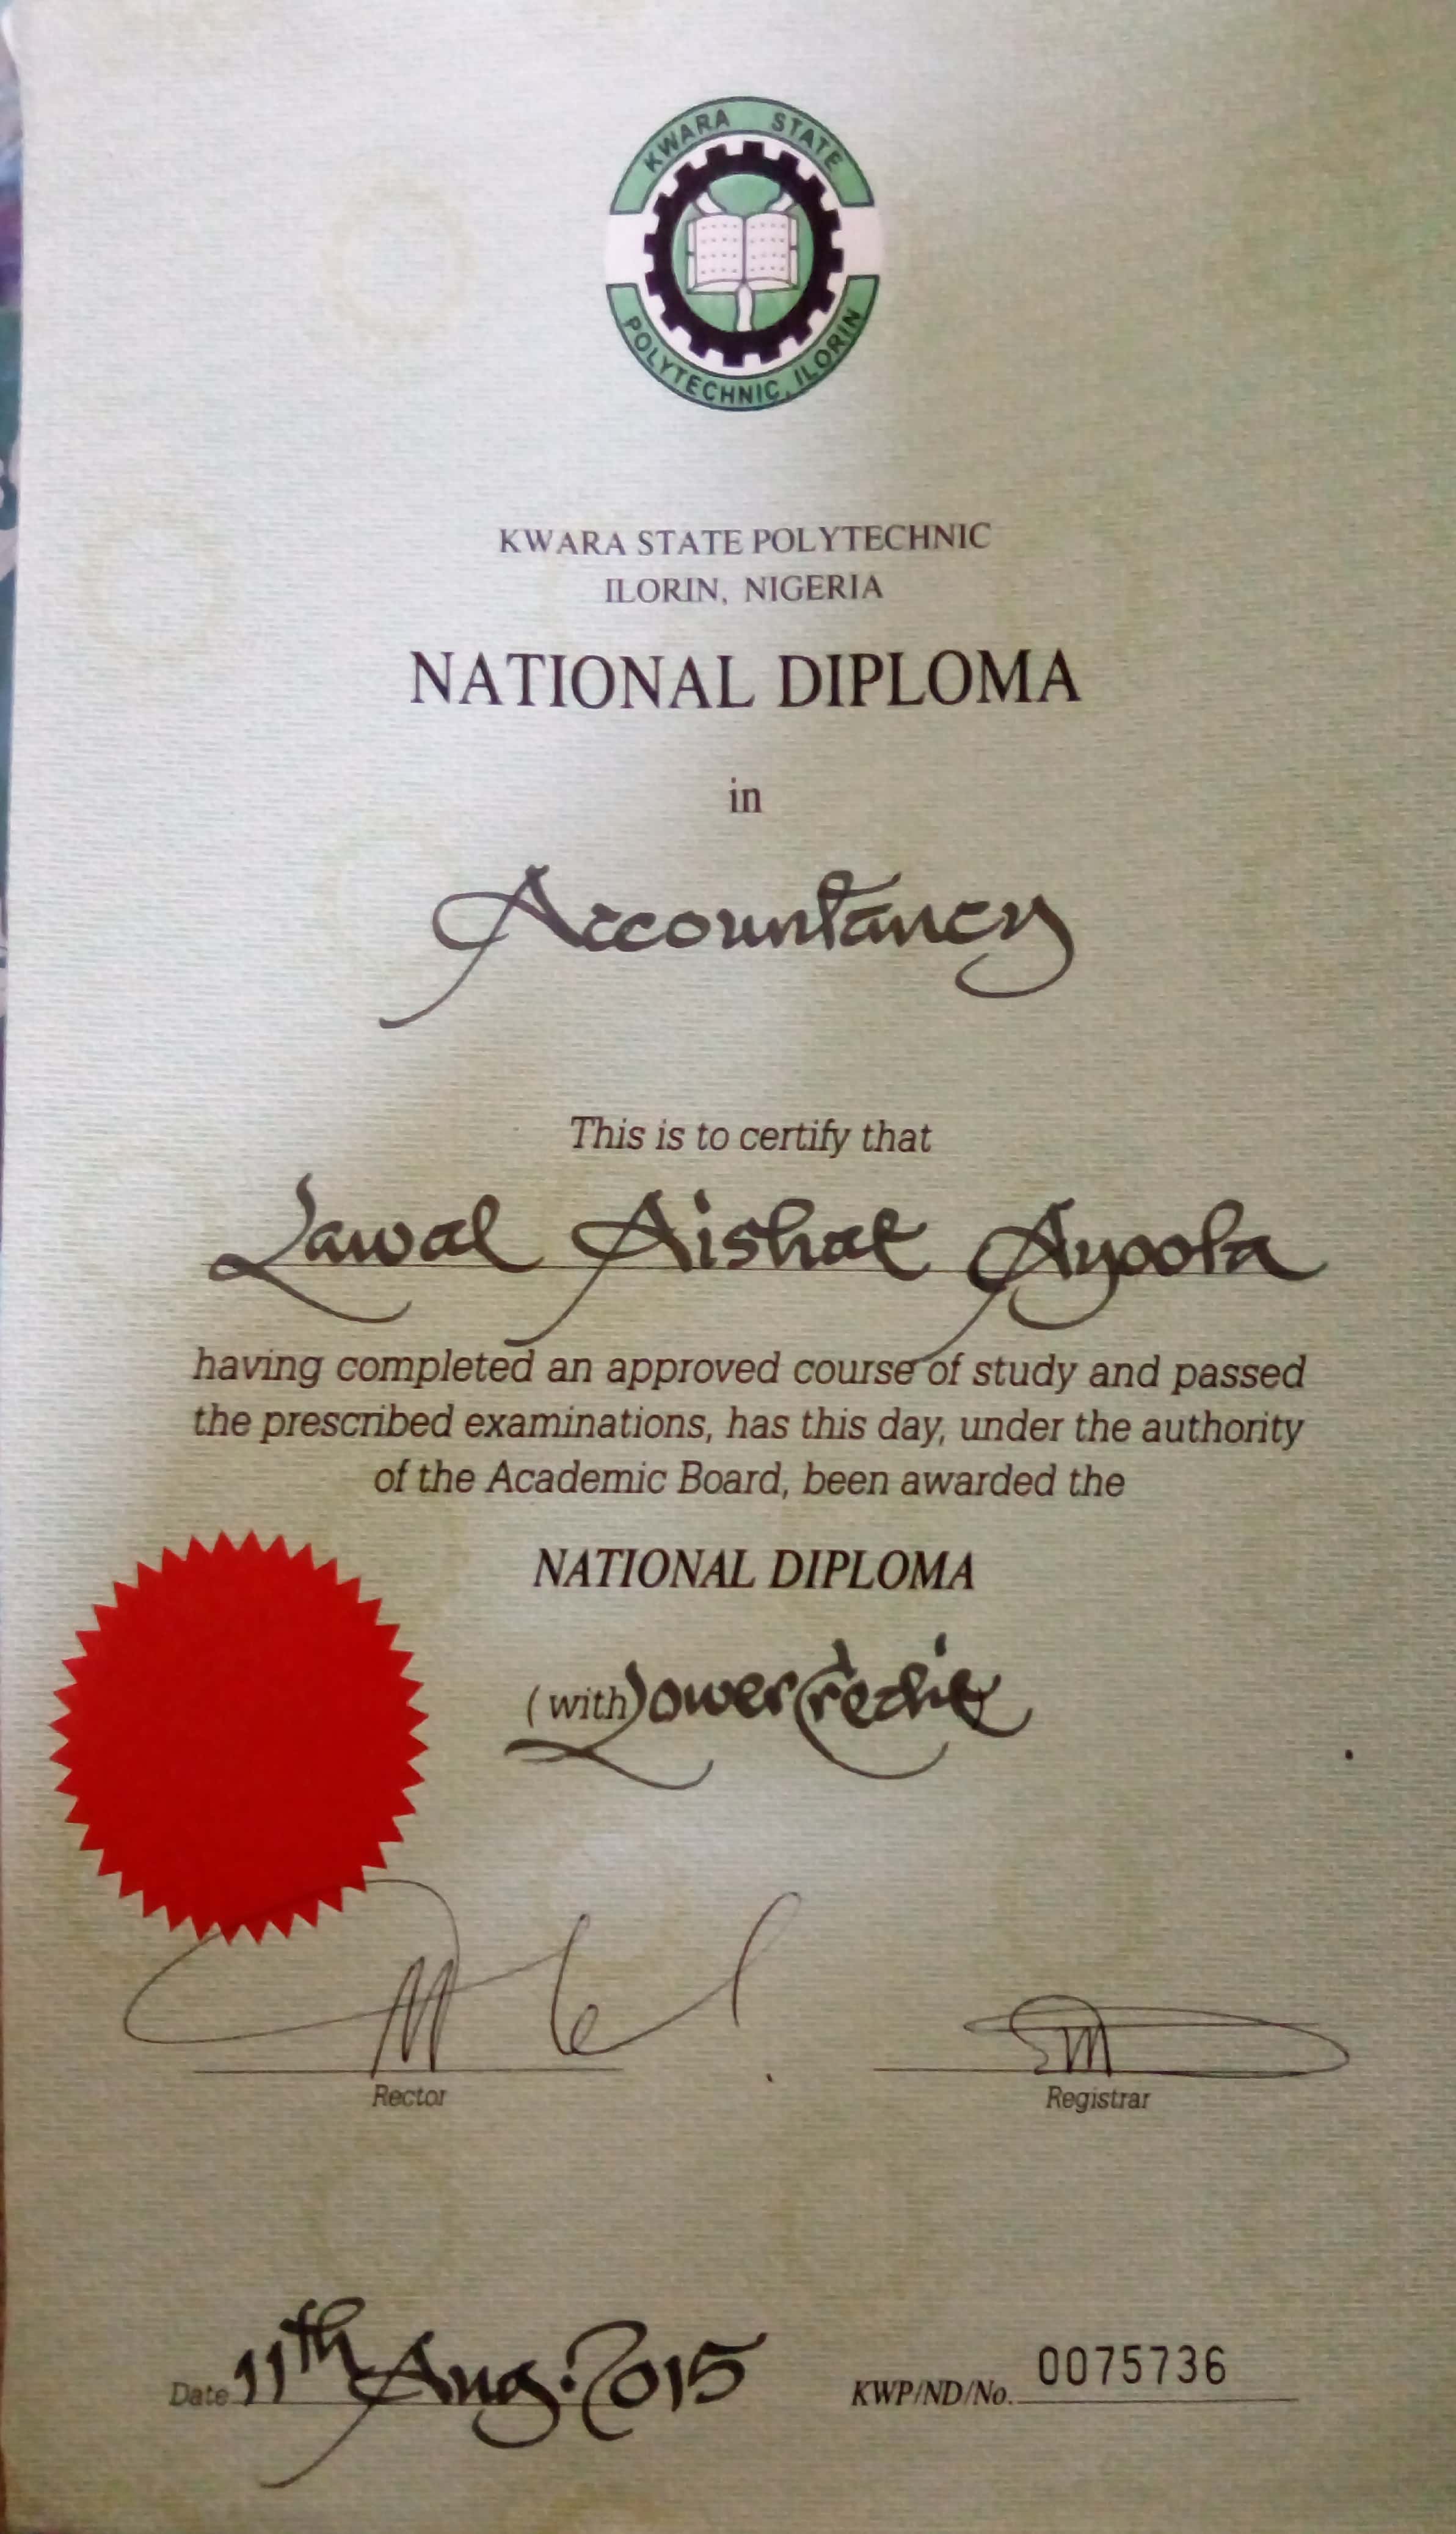 KWARA STATE
POLYTECHNIC, ILORIN
KWARA STATE POLYTECHNIC
ILORIN, NIGERIA
NATIONAL DIPLOMA
in
Accountancy
This is to certify that
Lawal Aishat Ayoola
having completed an approved course of study and passed
the prescribed examinations, has this day, under the authority
of the Academic Board, been awarded the
NATIONAL DIPLOMA
(with) Lower Credit
Rector
Registrar
Date 11th Aug. 2015
KWP/ND/No. 0075736